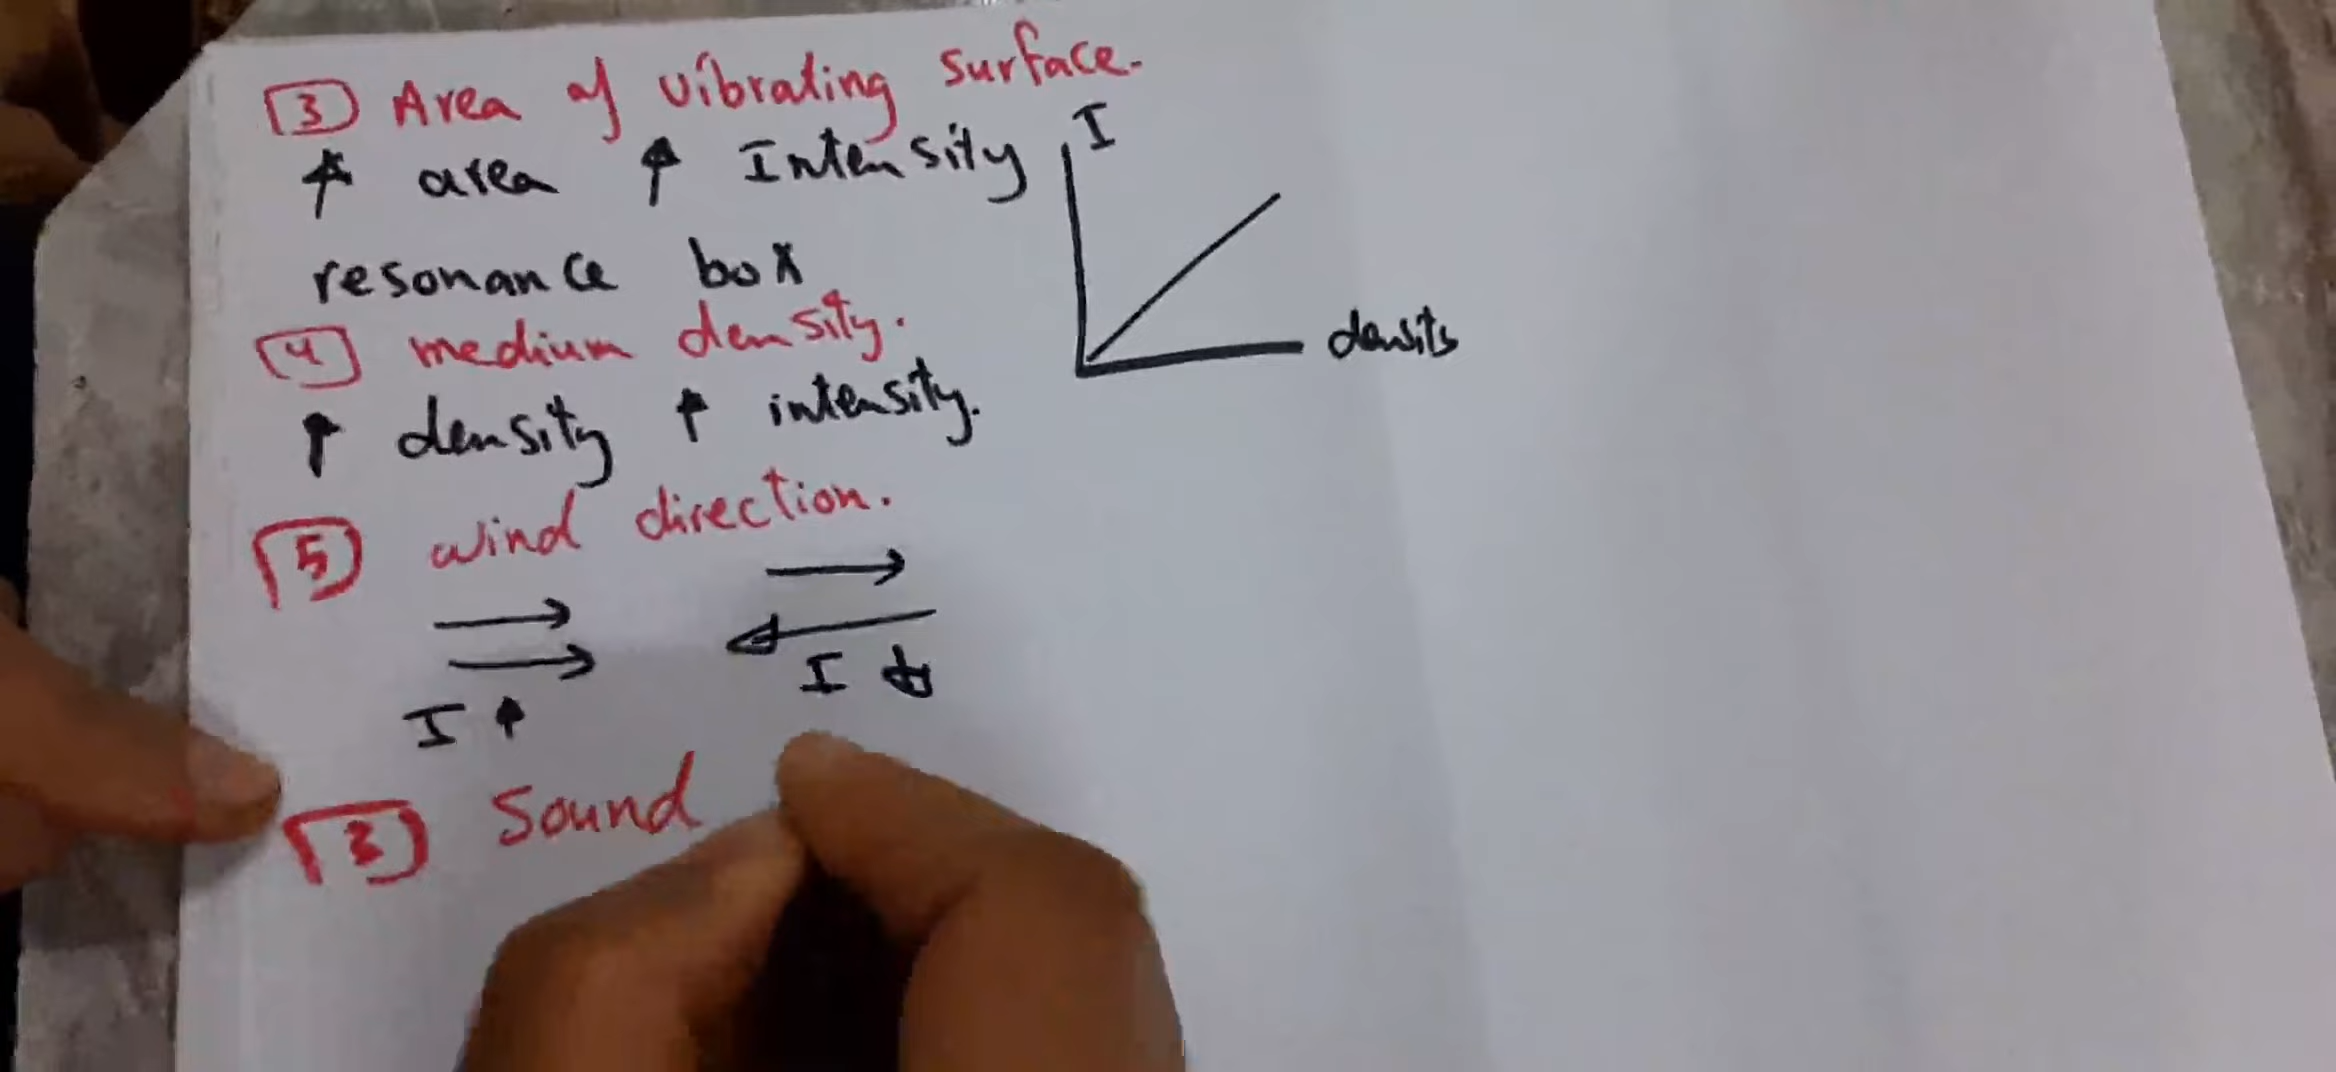 3 Area of vibrating surface.
↑ area ↑ Intensity
I
resonance box
densits
4 medium density.
↑ density ↑ intensity.
5 wind direction.
I ↑
I ↓
3 Sound